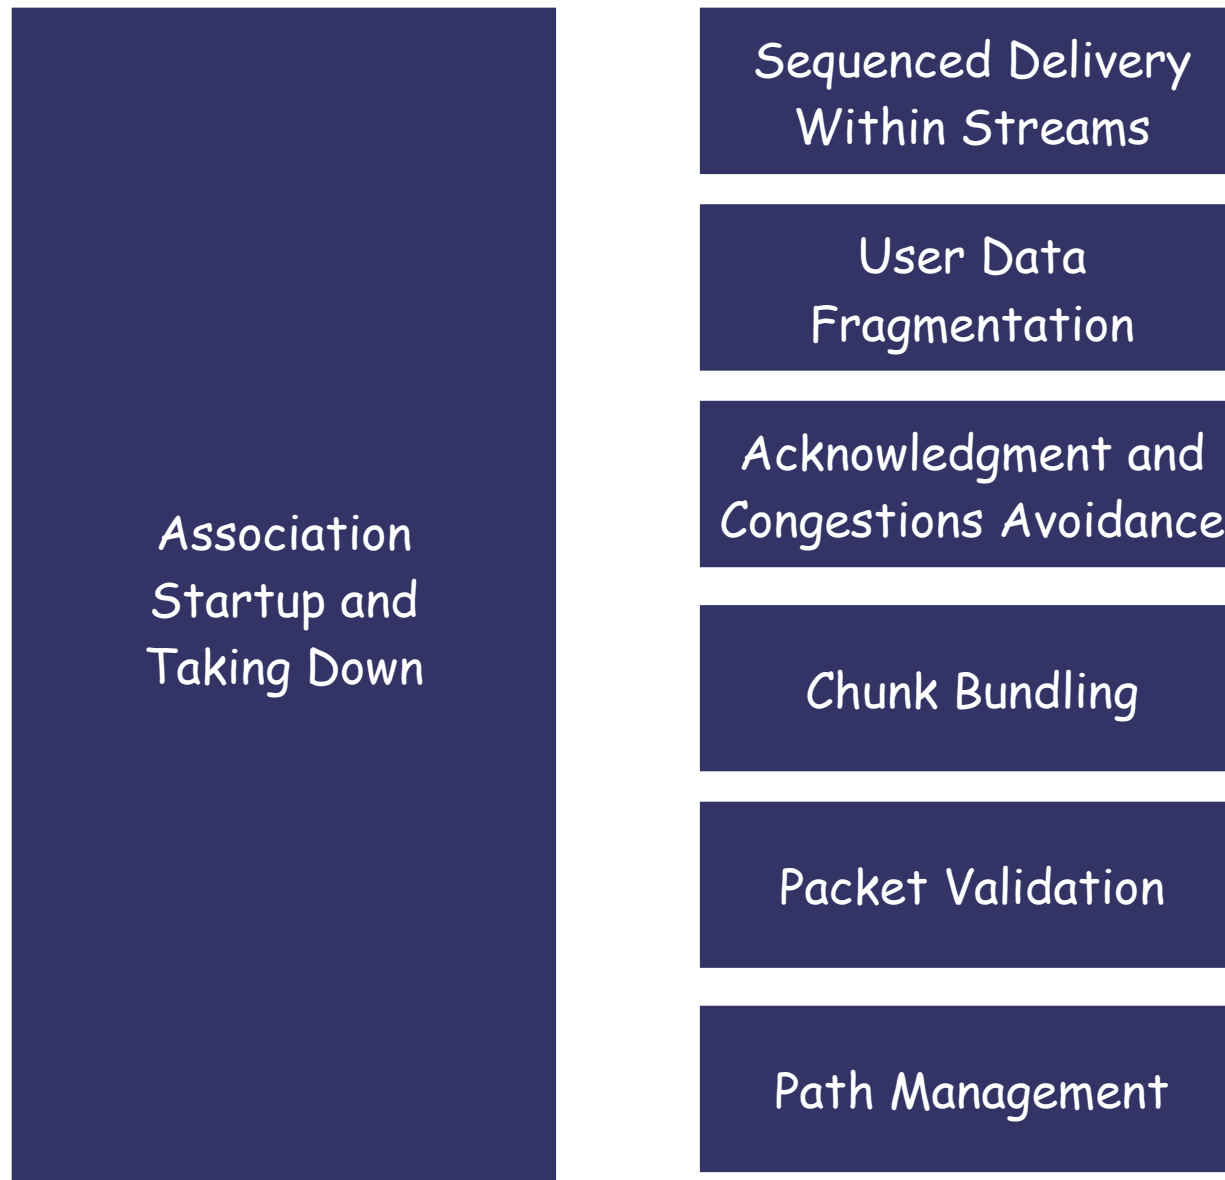 Association
Startup and
Taking Down
Sequenced Delivery
Within Streams
User Data
Fragmentation
Acknowledgment and
Congestions Avoidance
Chunk Bundling
Packet Validation
Path Management